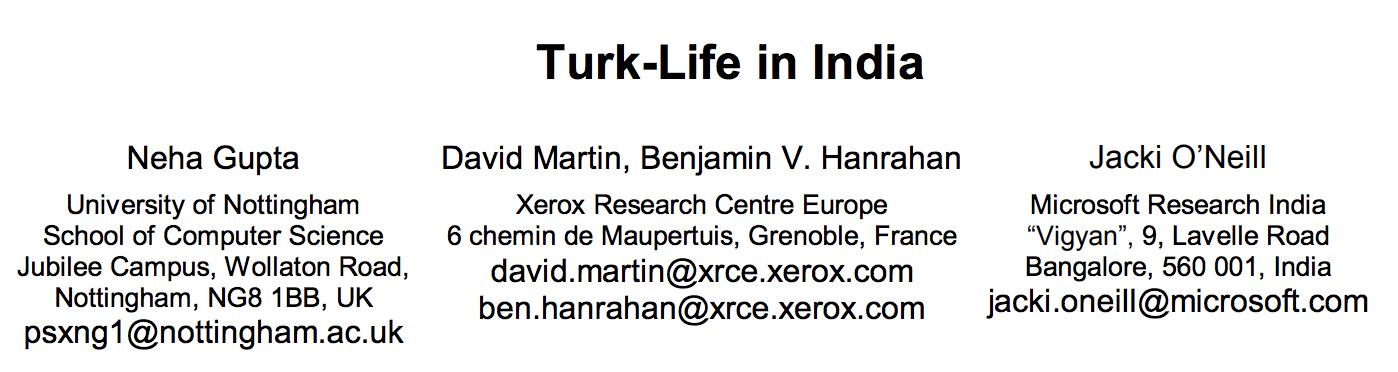 Turk-Life in India
Neha Gupta
University of Nottingham
School of Computer Science
Jubilee Campus, Wollaton Road,
Nottingham, NG8 1BB, UK
psxng1@nottingham.ac.uk
David Martin, Benjamin V. Hanrahan
Xerox Research Centre Europe
6 chemin de Maupertuis, Grenoble, France
david.martin@xrce.xerox.com
ben.hanrahan@xrce.xerox.com
Jacki O’Neill
Microsoft Research India
“Vigyan”, 9, Lavelle Road
Bangalore, 560 001, India
jacki.oneill@microsoft.com